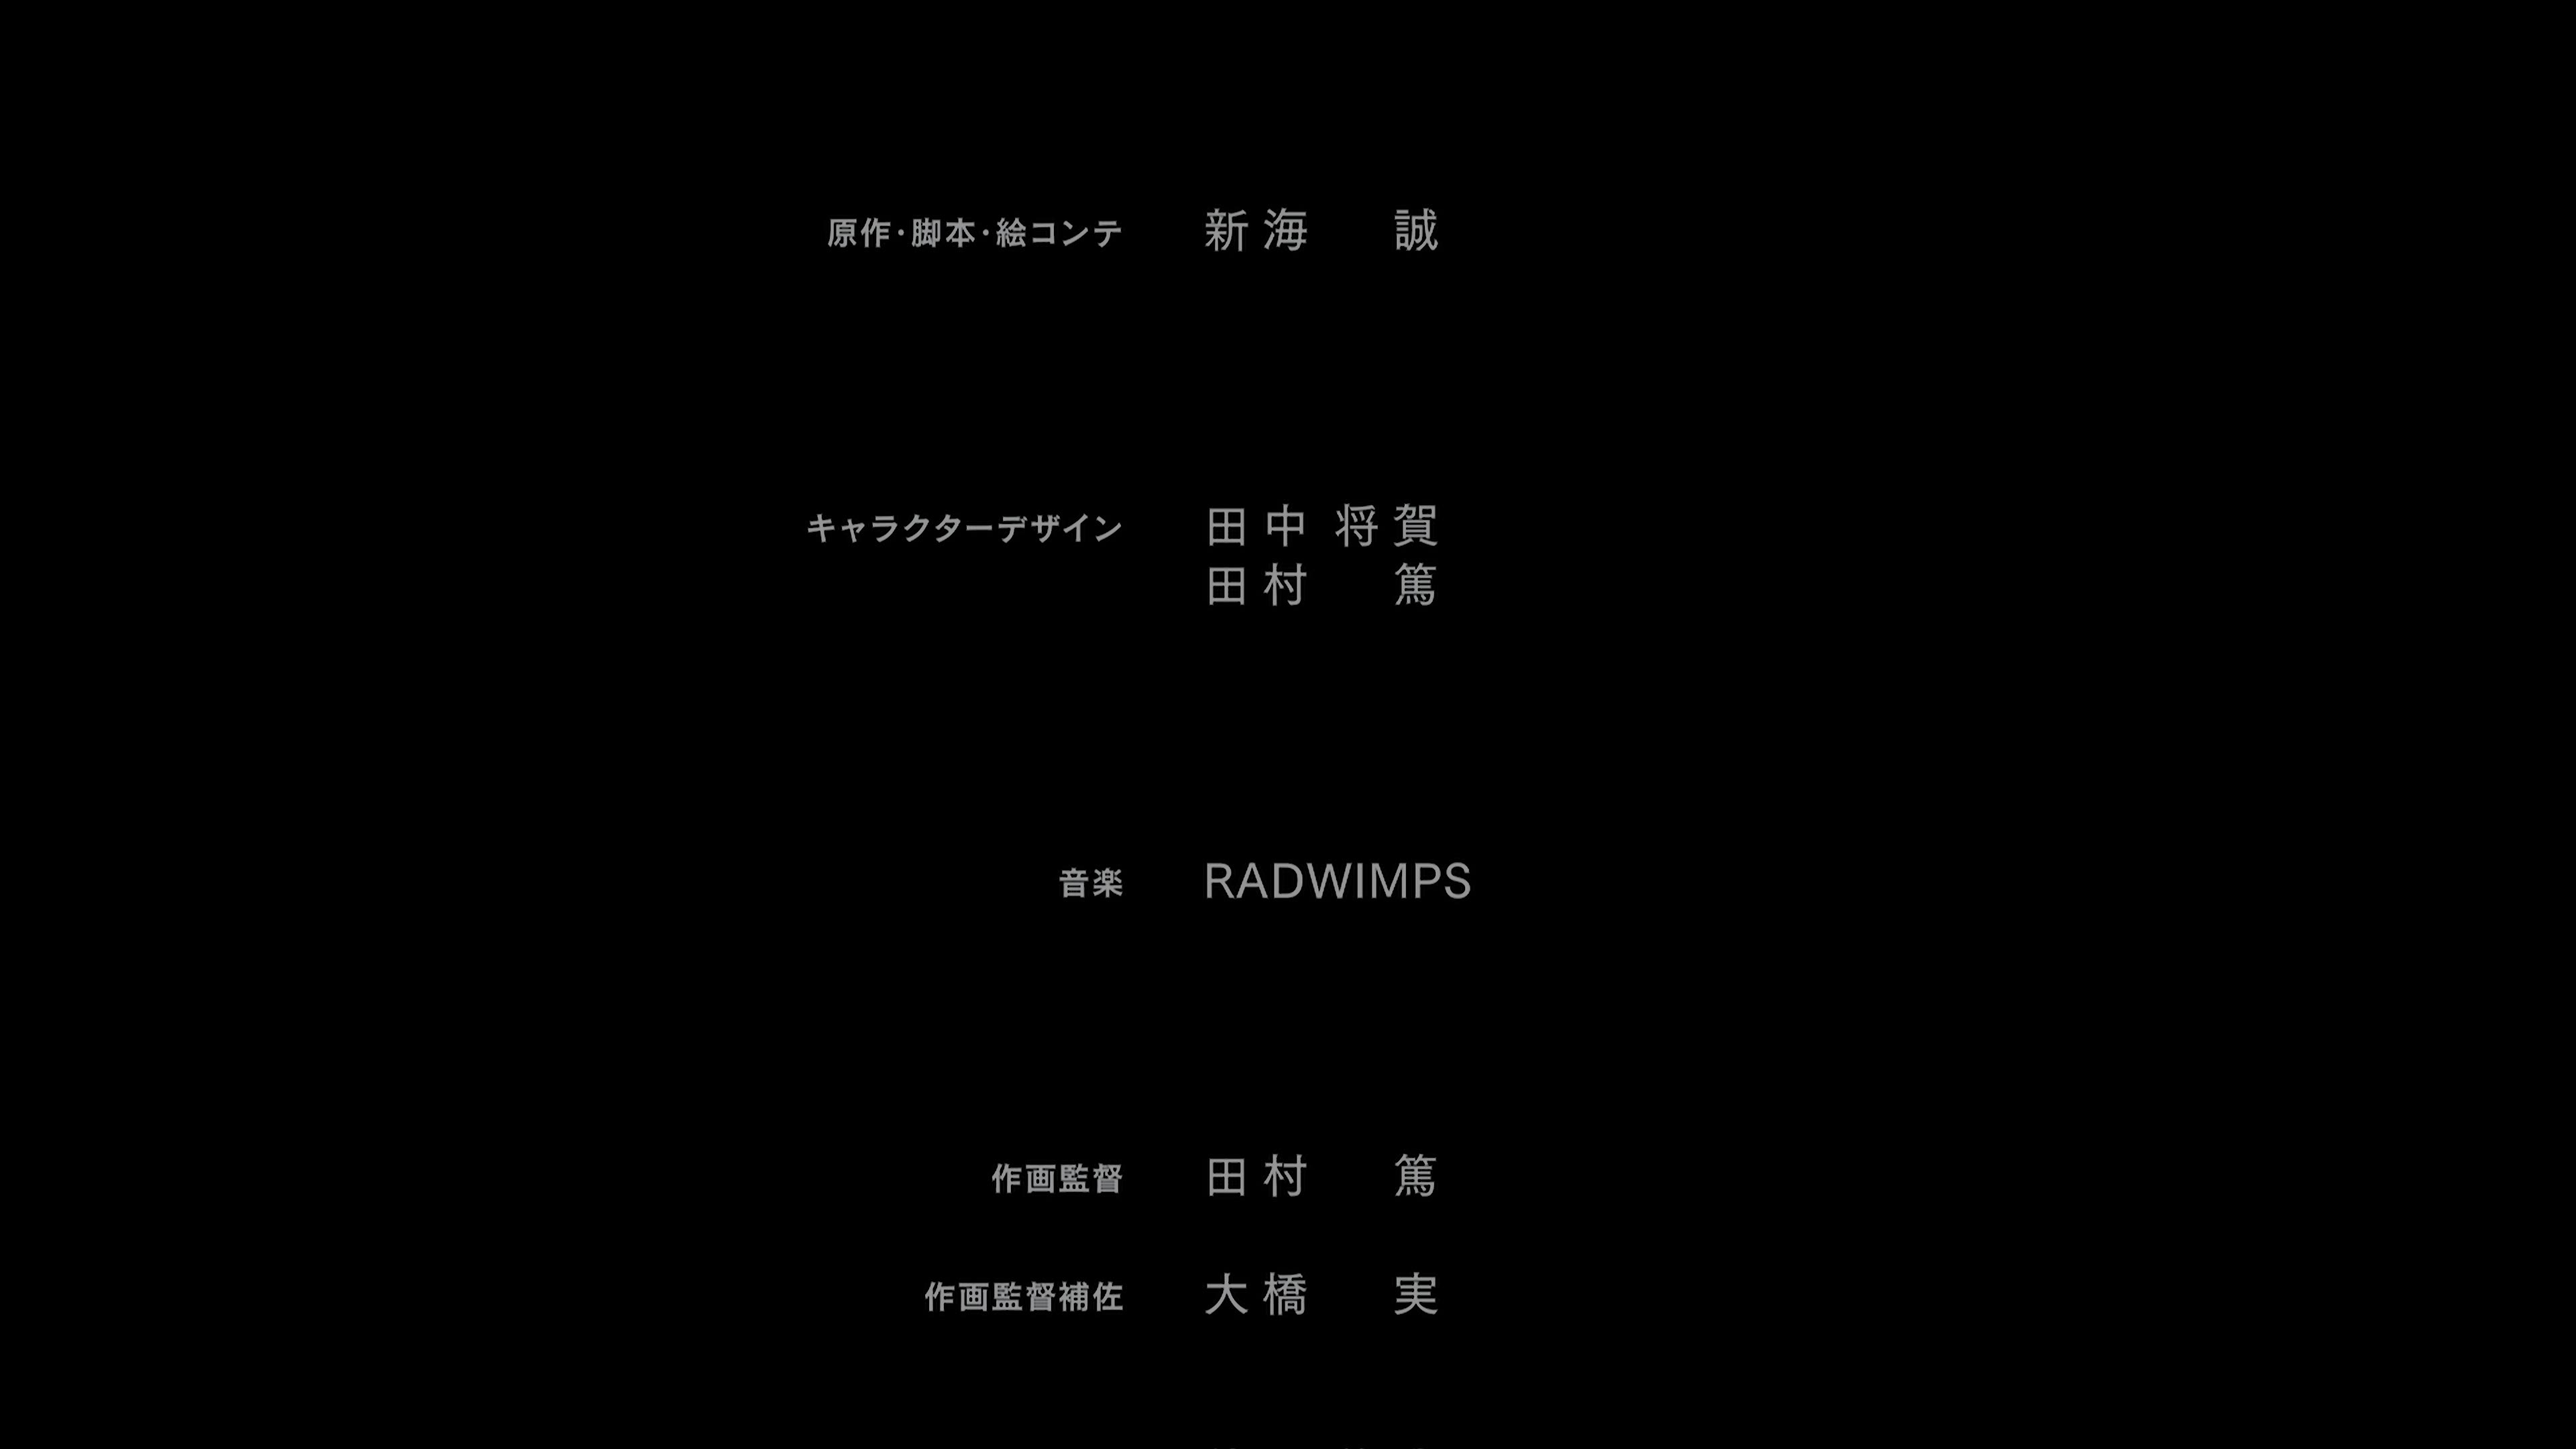 原作・脚本・絵コンテ 新海 誠
キャラクターデザイン 田中 将賀
田村 篤
音楽 RADWIMPS
作画監督 田村 篤
作画監督補佐 大橋 実